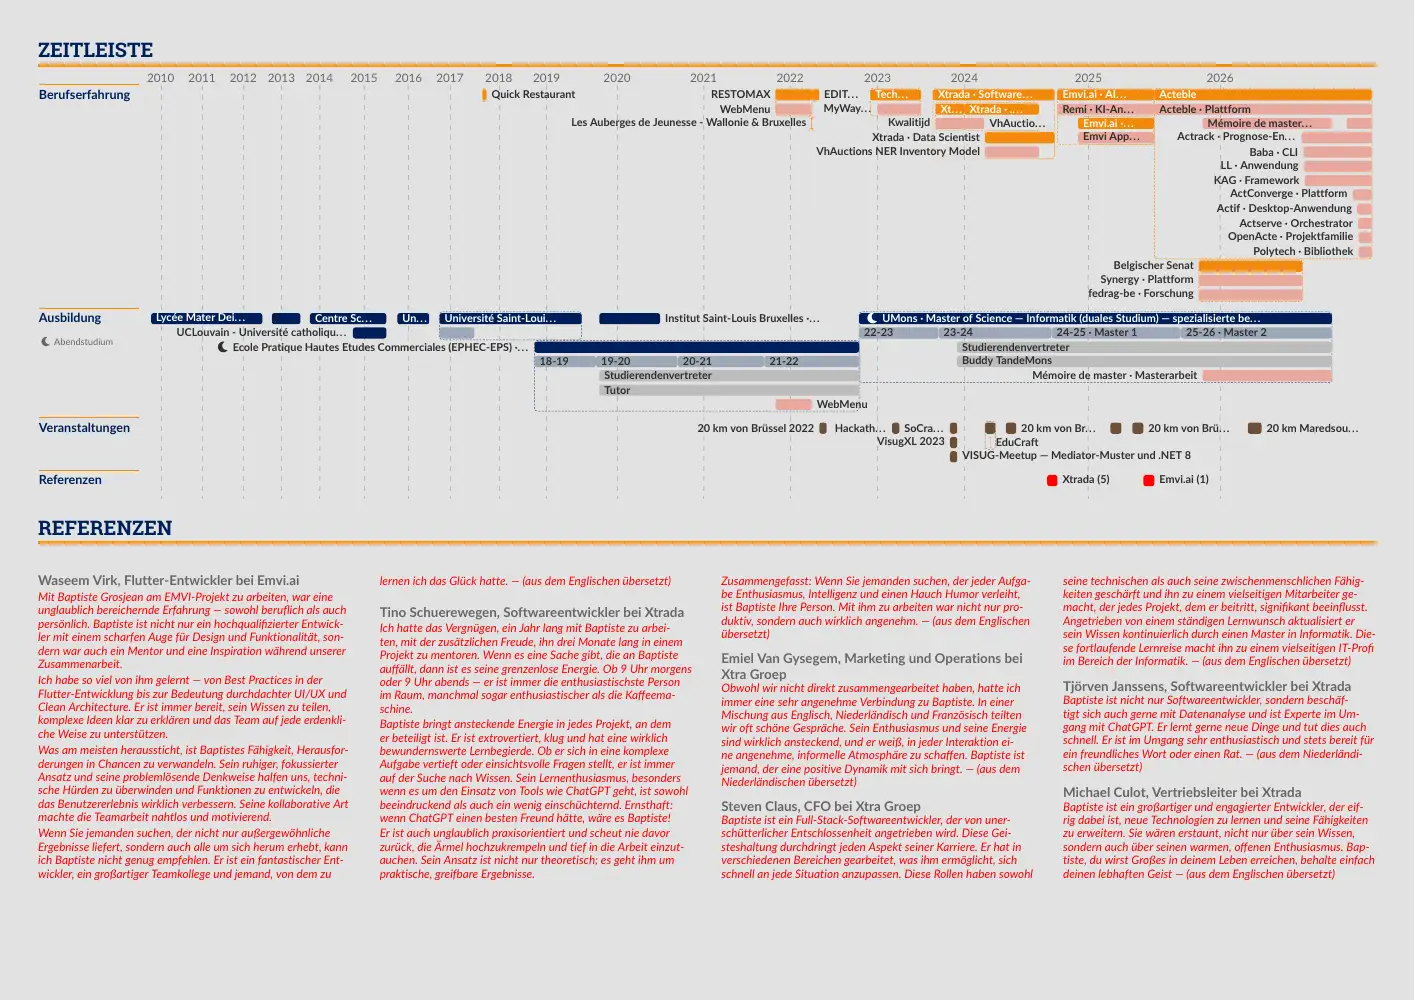 ZEITLEISTE
2010 2011 2012 2013 2014 2015 2016 2017 2018 2019 2020 2021 2022 2023 2024 2025 2026
Berufserfahrung
Quick Restaurant RESTOMAX EDIT… Tech… Xtrada · Software… Emvi.ai · AI… Acteble
WebMenu MyWay… Xt… Xtrada · … Remi · KI-An… Acteble · Plattform
Les Auberges de Jeunesse - Wallonie & Bruxelles Kwalitjd VhAuctio… Emvi.ai ·… Mémoire de master…
Xtrada · Data Scientist Emvi App… Actrack · Prognose-En…
VhAuctions NER Inventory Model Baba · CLI
LL · Anwendung
KAG · Framework
ActConverge · Plattform
Actif · Desktop-Anwendung
Actserve · Orchestrator
OpenActe · Projektfamilie
Polytech · Bibliothek
Belgischer Senat
Synergy · Plattform
fedrag-be · Forschung
Ausbildung
Lycée Mater Dei… Centre Sc… Un… Université Saint-Loui… Institut Saint-Louis Bruxelles ·… UMons · Master of Science — Informatik (duales Studium) — spezialisierte be…
UCLouvain - Université catholiqu… 22-23 23-24 24-25 · Master 1 25-26 · Master 2
Abendstudium
Ecole Pratique Hautes Etudes Commerciales (EPHEC-EPS) ·… Studierendenvertreter
18-19 19-20 20-21 21-22 Buddy TandeMons
Studierendenvertreter Mémoire de master · Masterarbeit
Tutor
WebMenu
Veranstaltungen
20 km von Brüssel 2022 Hackath… SoCra… 20 km von Br… 20 km von Brü… 20 km Maredsou…
VisugXL 2023 EduCraft
VISUG-Meetup — Mediator-Muster und .NET 8
Referenzen
Xtrada (5) Emvi.ai (1)
REFERENZEN
Waseem Virk, Flutter-Entwickler bei Emvi.ai
Mit Baptiste Grosjean am EMVI-Projekt zu arbeiten, war eine
unglaublich bereichernde Erfahrung — sowohl beruflich als auch
persönlich. Baptiste ist nicht nur ein hochqualifizierter Entwick-
ler mit einem scharfen Auge für Design und Funktionalität, son-
dern war auch ein Mentor und eine Inspiration während unserer
Zusammenarbeit.
Ich habe so viel von ihm gelernt — von Best Practices in der
Flutter-Entwicklung bis zur Bedeutung durchdachter UI/UX und
Clean Architecture. Er ist immer bereit, sein Wissen zu teilen,
komplexe Ideen klar zu erklären und das Team auf jede erdenkli-
che Weise zu unterstützen.
Was am meisten heraussticht, ist Baptistes Fähigkeit, Herausfor-
derungen in Chancen zu verwandeln. Sein ruhiger, fokussierter
Ansatz und seine problemlösende Denkweise halfen uns, techni-
sche Hürden zu überwinden und Funktionen zu entwickeln, die
das Benutzererlebnis wirklich verbessern. Seine kollaborative Art
machte die Teamarbeit nahtlos und motivierend.
Wenn Sie jemanden suchen, der nicht nur außergewöhnliche
Ergebnisse liefert, sondern auch alle um sich herum erhebt, kann
ich Baptiste nicht genug empfehlen. Er ist ein fantastischer Ent-
wickler, ein großartiger Teamkollege und jemand, von dem zu
lernen ich das Glück hatte. — (aus dem Englischen übersetzt)
Tino Schuerewegen, Softwareentwickler bei Xtrada
Ich hatte das Vergnügen, ein Jahr lang mit Baptiste zu arbei-
ten, mit der zusätzlichen Freude, ihn drei Monate lang in einem
Projekt zu mentoren. Wenn es eine Sache gibt, die an Baptiste
auffällt, dann ist es seine grenzenlose Energie. Ob 9 Uhr morgens
oder 9 Uhr abends — er ist immer die enthusiastischste Person
im Raum, manchmal sogar enthusiastischer als die Kaffeema-
schine.
Baptiste bringt ansteckende Energie in jedes Projekt, an dem
er beteiligt ist. Er ist extrovertiert, klug und hat eine wirklich
bewundernswerte Lernbegierde. Ob er sich in eine komplexe
Aufgabe vertieft oder einsichtsvolle Fragen stellt, er ist immer
auf der Suche nach Wissen. Sein Lernenthusiasmus, besonders
wenn es um den Einsatz von Tools wie ChatGPT geht, ist sowohl
beeindruckend als auch ein wenig einschüchternd. Ernsthaft:
wenn ChatGPT einen besten Freund hätte, wäre es Baptiste!
Er ist auch unglaublich praxisorientiert und scheut nie davor
zurück, die Ärmel hochzukrempeln und tief in die Arbeit einzut-
auchen. Sein Ansatz ist nicht nur theoretisch; es geht ihm um
praktische, greifbare Ergebnisse.
Zusammengefasst: Wenn Sie jemanden suchen, der jeder Aufga-
be Enthusiasmus, Intelligenz und einen Hauch Humor verleiht,
ist Baptiste Ihre Person. Mit ihm zu arbeiten war nicht nur pro-
duktiv, sondern auch wirklich angenehm. — (aus dem Englischen
übersetzt)
Emiel Van Gysegem, Marketing und Operations bei
Xtra Groep
Obwohl wir nicht direkt zusammengearbeitet haben, hatte ich
immer eine sehr angenehme Verbindung zu Baptiste. In einer
Mischung aus Englisch, Niederländisch und Französisch teilten
wir oft schöne Gespräche. Sein Enthusiasmus und seine Energie
sind wirklich ansteckend, und er weiß, in jeder Interaktion ei-
ne angenehme, informelle Atmosphäre zu schaffen. Baptiste ist
jemand, der eine positive Dynamik mit sich bringt. — (aus dem
Niederländischen übersetzt)
Steven Claus, CFO bei Xtra Groep
Baptiste ist ein Full-Stack-Softwareentwickler, der von uner-
schütterlicher Entschlossenheit angetrieben wird. Diese Gei-
steshaltung durchdringt jeden Aspekt seiner Karriere. Er hat in
verschiedenen Bereichen gearbeitet, was ihm ermöglicht, sich
schnell an jede Situation anzupassen. Diese Rollen haben sowohl
seine technischen als auch seine zwischenmenschlichen Fähig-
keiten geschärft und ihn zu einem vielseitigen Mitarbeiter ge-
macht, der jedes Projekt, dem er beitritt, signifikant beeinflusst.
Angetrieben von einem ständigen Lernwunsch aktualisiert er
sein Wissen kontinuierlich durch einen Master in Informatik. Die-
se fortlaufende Lernreise macht ihn zu einem vielseitigen IT-Profi
im Bereich der Informatik. — (aus dem Englischen übersetzt)
Tjörven Janssens, Softwareentwickler bei Xtrada
Baptiste ist nicht nur Softwareentwickler, sondern beschäf-
tigt sich auch gerne mit Datenanalyse und ist Experte im Um-
gang mit ChatGPT. Er lernt gerne neue Dinge und tut dies auch
schnell. Er ist im Umgang sehr enthusiastisch und stets bereit für
ein freundliches Wort oder einen Rat. — (aus dem Niederländi-
schen übersetzt)
Michael Culot, Vertriebsleiter bei Xtrada
Baptiste ist ein großartiger und engagierter Entwickler, der eif-
rig dabei ist, neue Technologien zu lernen und seine Fähigkeiten
zu erweitern. Sie wären erstaunt, nicht nur über sein Wissen,
sondern auch über seinen warmen, offenen Enthusiasmus. Bap-
tiste, du wirst Großes in deinem Leben erreichen, behalte einfach
deinen lebhaften Geist — (aus dem Englischen übersetzt)